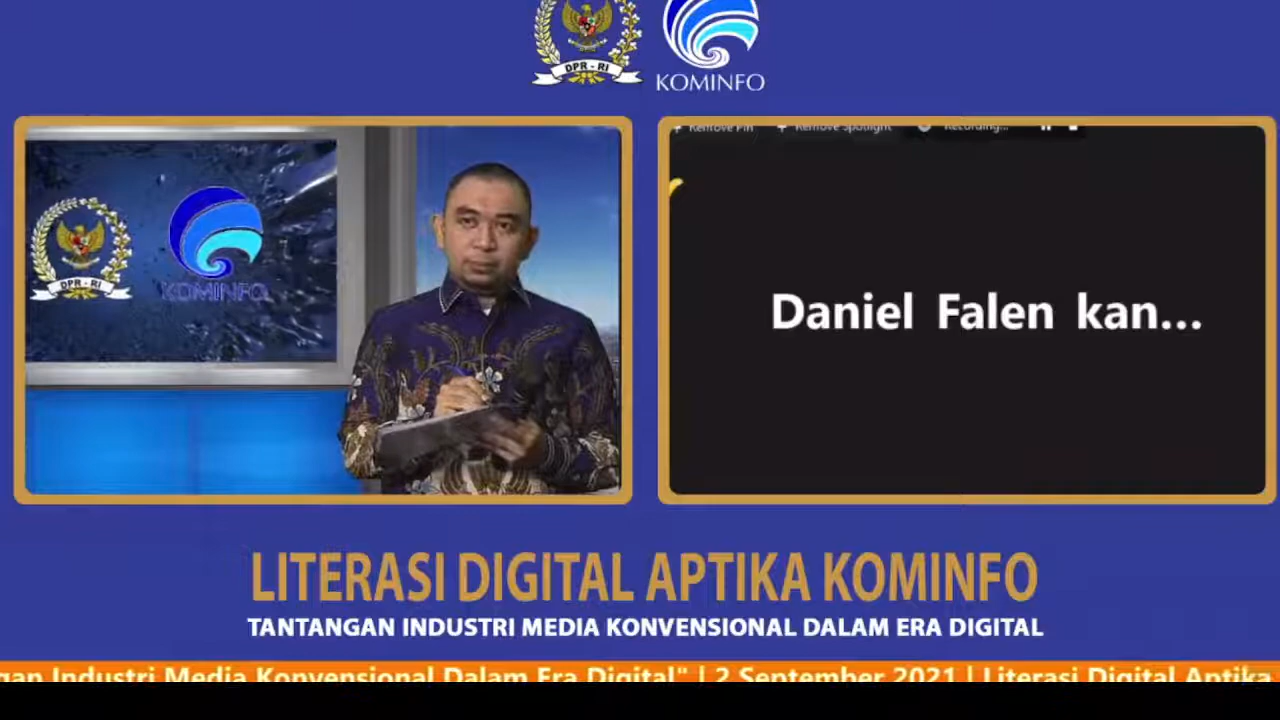 DPR - RI
KOMINFO
Remove Pin
Remove Spotlight
Recording...
DPR - RI
KOMINFO
Daniel Falen kan...
LITERASI DIGITAL APTIKA KOMINFO
TANTANGAN INDUSTRI MEDIA KONVENSIONAL DALAM ERA DIGITAL
gan Industri Media Konvensional Dalam Era Digital" | 2 September 2021 | Literasi Digital Aptika